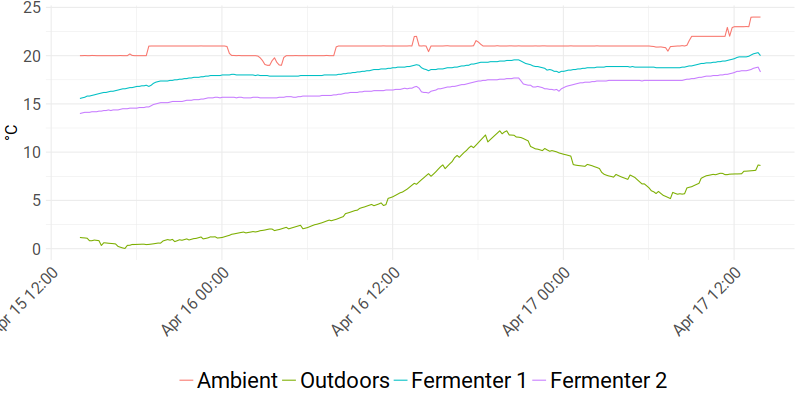 25
20
15
10
5
0
°C
pr 15 12:00
Apr 16 00:00
Apr 16 12:00
Apr 17 00:00
Apr 17 12:00
Ambient Outdoors Fermenter 1 Fermenter 2